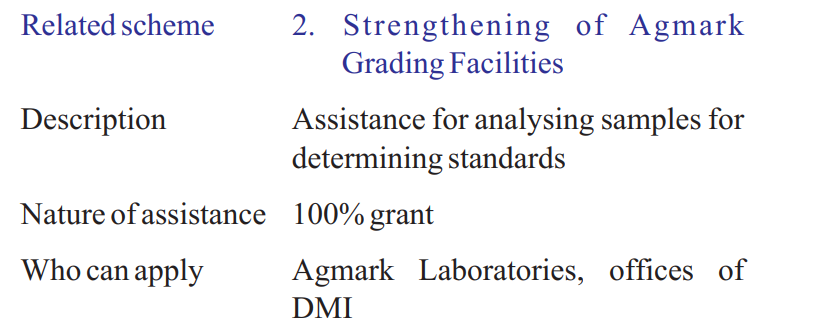 Related scheme 2. Strengthening of Agmark
Grading Facilities
Description Assistance for analysing samples for
determining standards
Nature of assistance 100% grant
Who can apply Agmark Laboratories, offices of
DMI